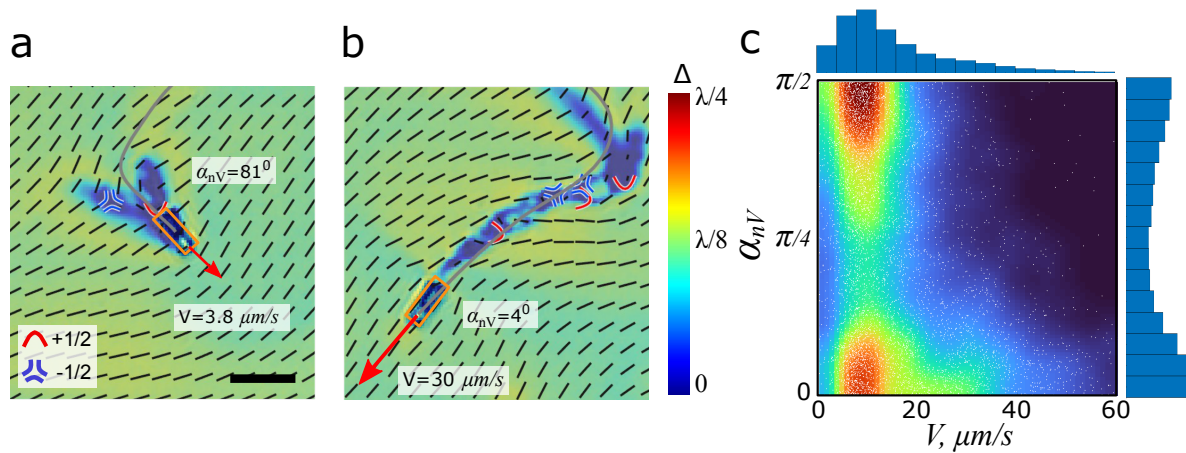 a
b
c
Δ
λ/4
λ/8
0
α_nV=81⁰
V=3.8 μm/s
+1/2
-1/2
α_nV=4⁰
V=30 μm/s
π/2
π/4
0
α_nV
0 20 40 60
V, μm/s